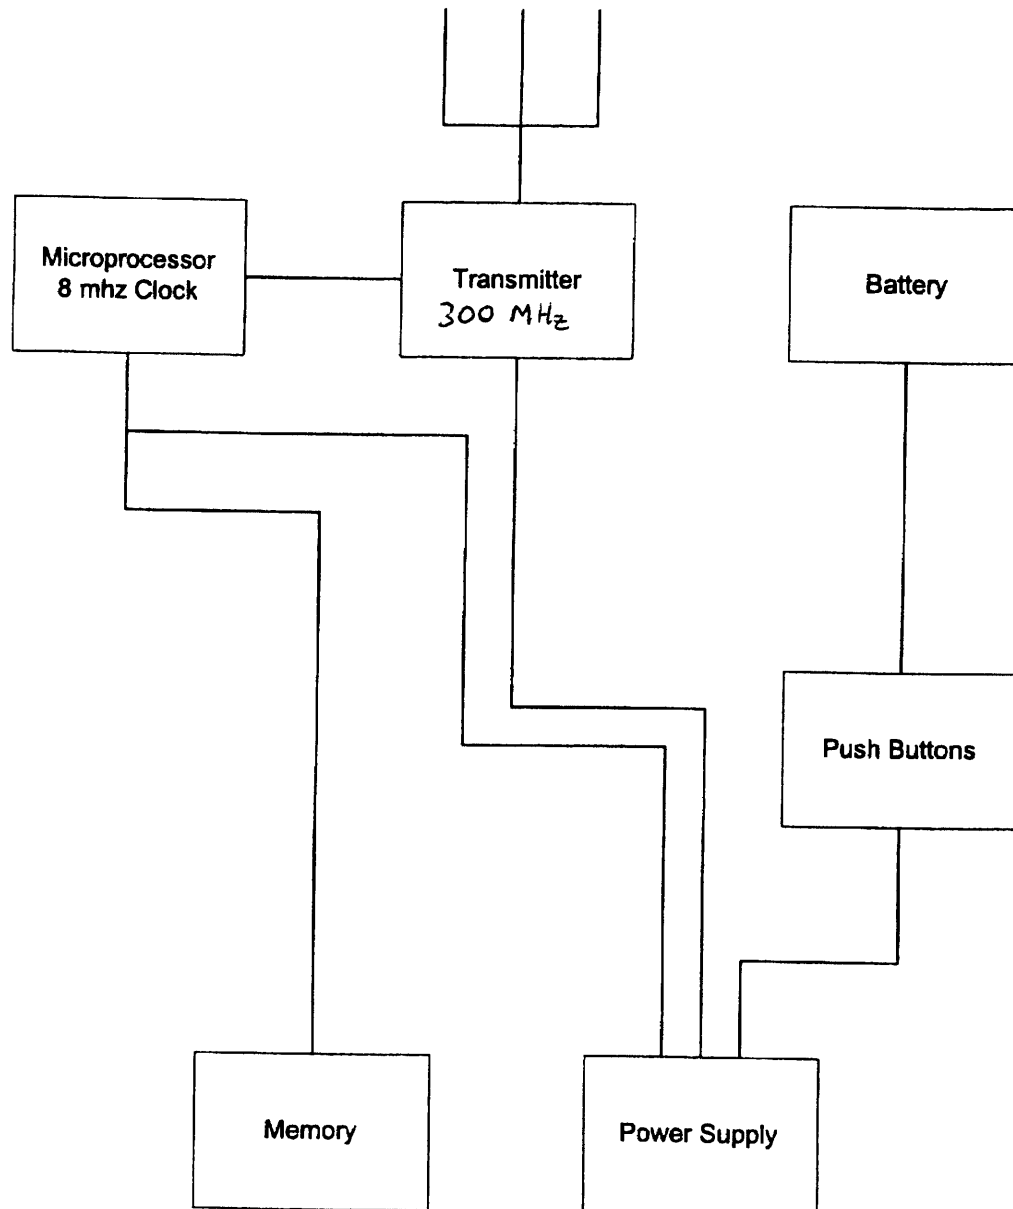 Microprocessor
8 mhz Clock
Transmitter
300 MHz
Battery
Push Buttons
Memory
Power Supply